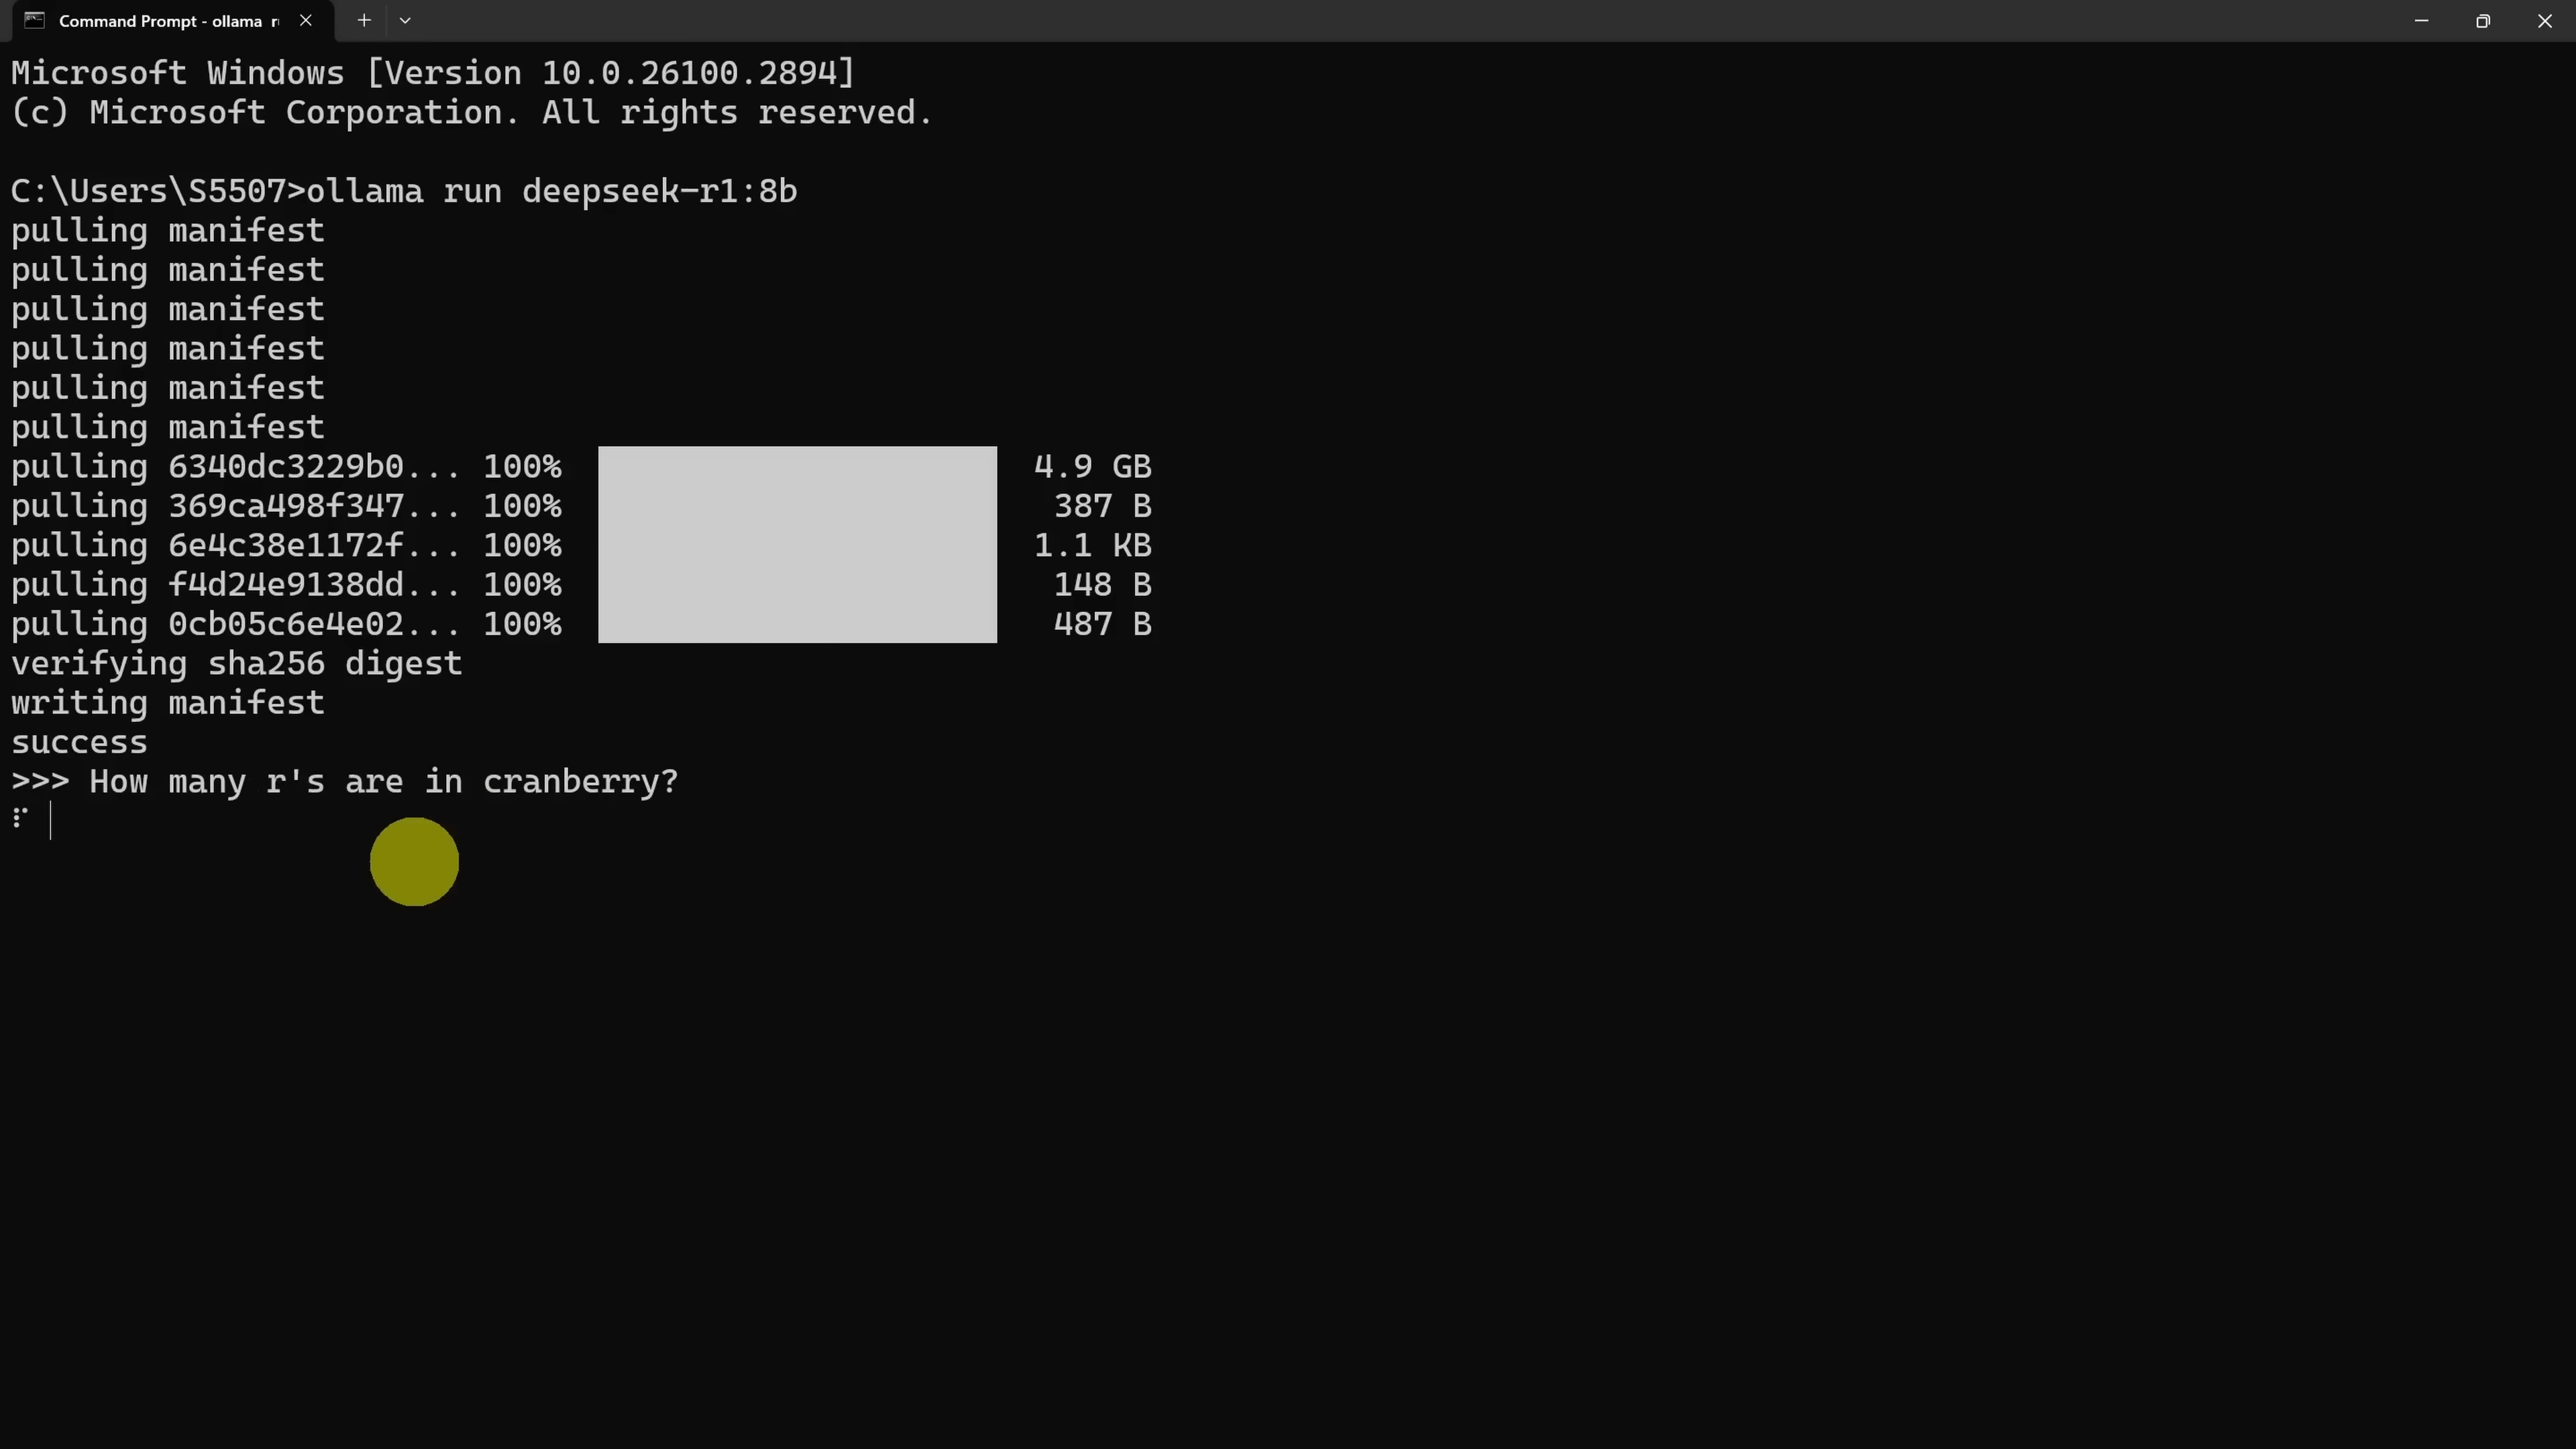 Command Prompt - ollama r
Microsoft Windows [Version 10.0.26100.2894]
(c) Microsoft Corporation. All rights reserved.
C:\Users\S5507>ollama run deepseek-r1:8b
pulling manifest
pulling manifest
pulling manifest
pulling manifest
pulling manifest
pulling manifest
pulling 6340dc3229b0... 100% 4.9 GB
pulling 369ca498f347... 100% 387 B
pulling 6e4c38e1172f... 100% 1.1 KB
pulling f4d24e9138dd... 100% 148 B
pulling 0cb05c6e4e02... 100% 487 B
verifying sha256 digest
writing manifest
success
>>> How many r's are in cranberry?